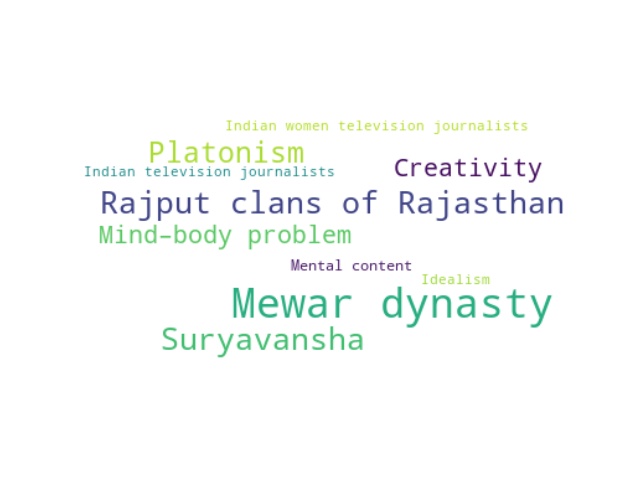 Indian women television journalists
Platonism
Indian television journalists
Creativity
Rajput clans of Rajasthan
Mind–body problem
Mental content
Idealism
Mewar dynasty
Suryavansha